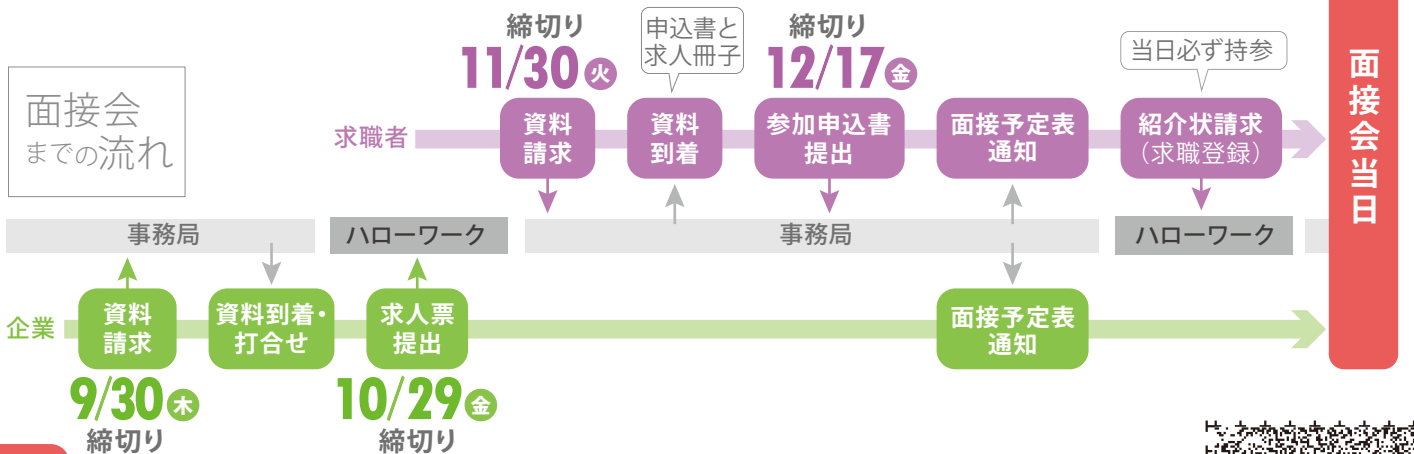 面接会
までの流れ
締切り
11/30火
申込書と
求人冊子
締切り
12/17金
当日必ず持参
求職者
資料
請求
資料
到着
参加申込書
提出
面接予定表
通知
紹介状請求
（求職登録）
面接会当日
事務局
ハローワーク
事務局
ハローワーク
企業
資料
請求
資料到着・
打合せ
求人票
提出
面接予定表
通知
9/30木
締切り
10/29金
締切り